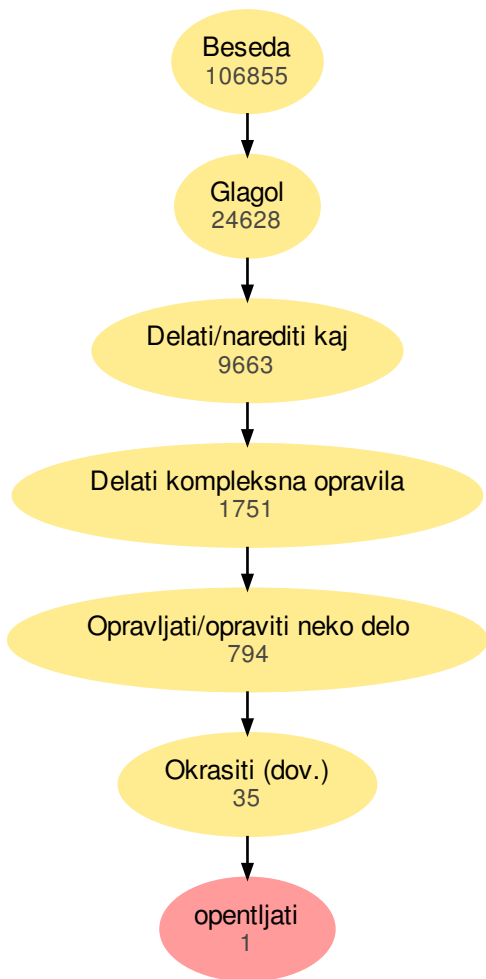 Beseda
106855
Glagol
24628
Delati/narediti kaj
9663
Delati kompleksna opravila
1751
Opravljati/opraviti neko delo
794
Okrasiti (dov.)
35
opentljati
1